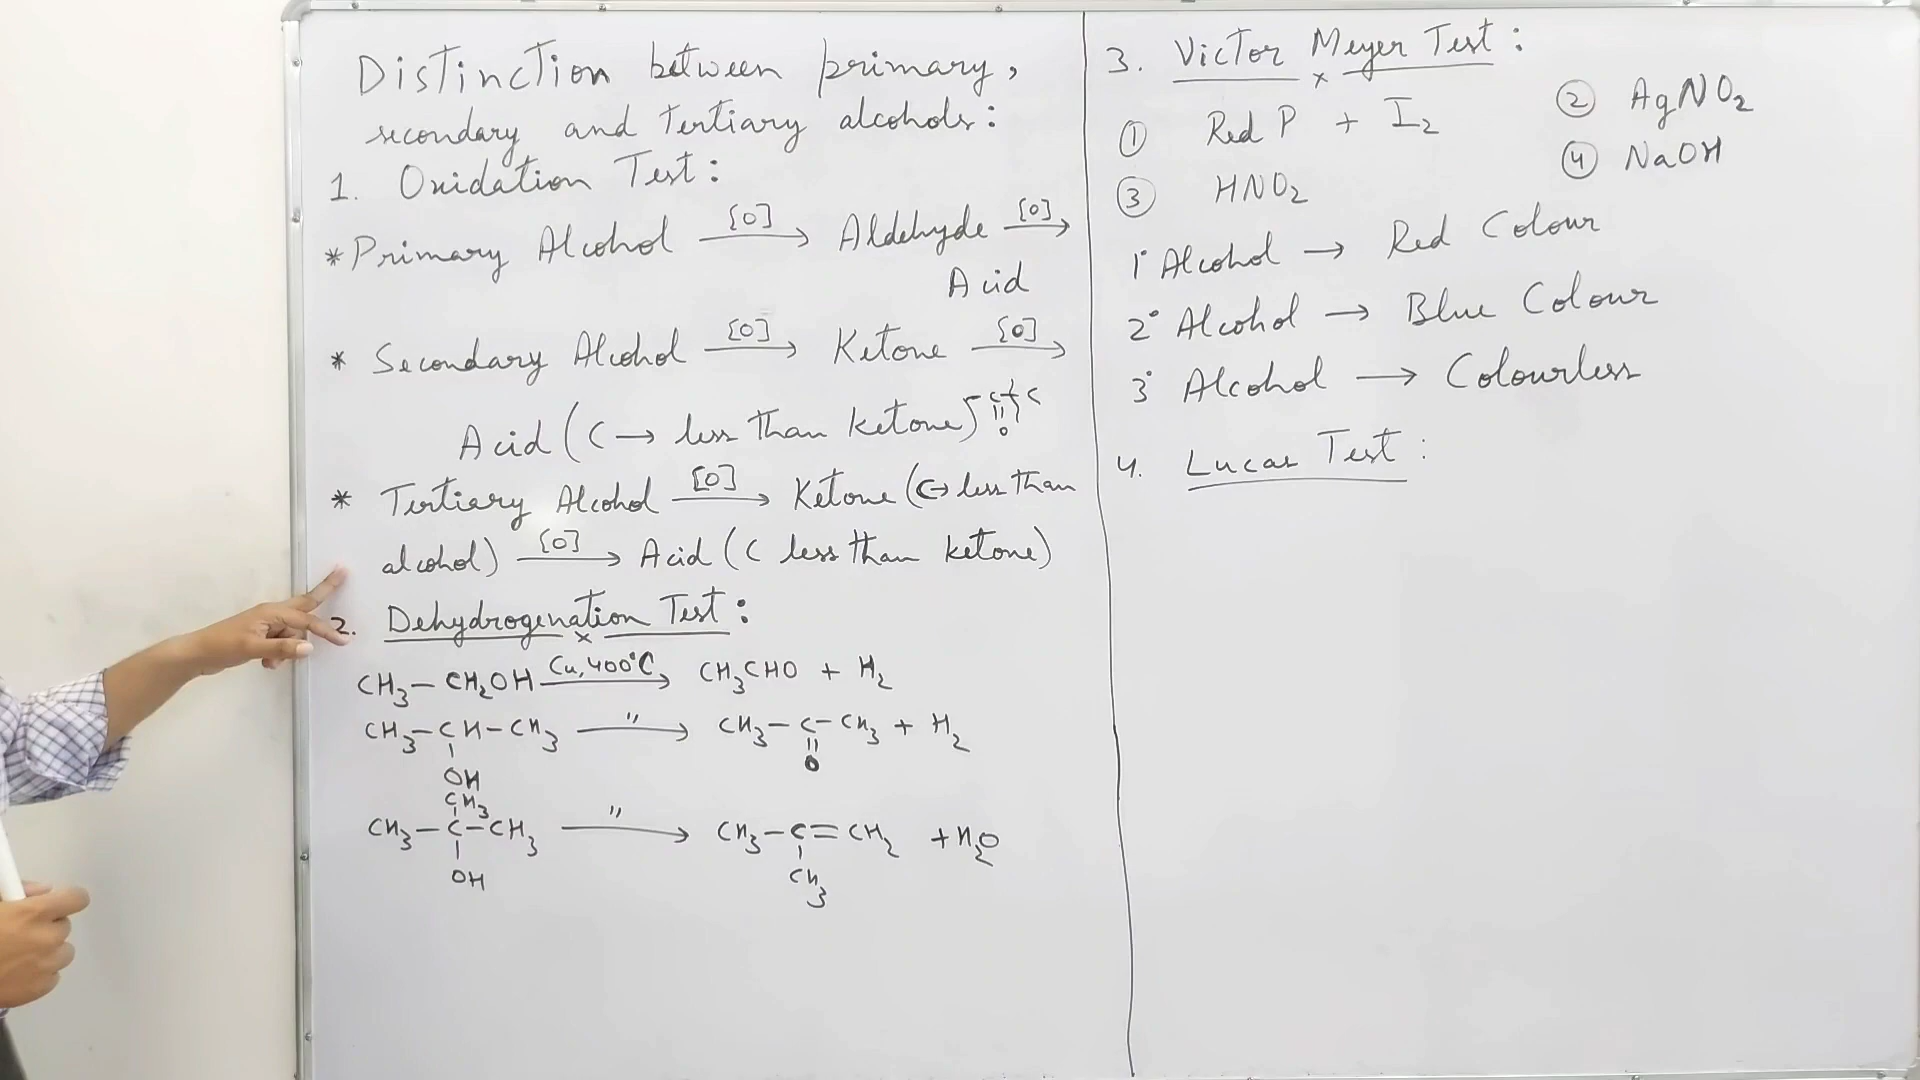 Distinction between primary,
secondary and Tertiary alcohols:
1. Oxidation Test:
* Primary Alcohol [O]→ Aldehyde [O]→
Acid
* Secondary Alcohol [O]→ Ketone [O]→
Acid (C → less than ketone) -C+C
||
O
* Tertiary Alcohol [O]→ Ketone (C→ less than
alcohol) [O]→ Acid (C less than ketone)
2. Dehydrogenation Test:
x
CH3-CH2OH Cu, 400°C→ CH3CHO + H2
CH3-CH-CH3 "→ CH3-C-CH3 + H2
OH || O
CH3
CH3-C-CH3 "→ CH3-C=CH2 + H2O
OH CH3
3. Victor Meyer Test:
x
① Red P + I2 ② AgNO2
③ HNO2 ④ NaOH
1° Alcohol → Red Colour
2° Alcohol → Blue Colour
3° Alcohol → Colourless
4. Lucas Test: